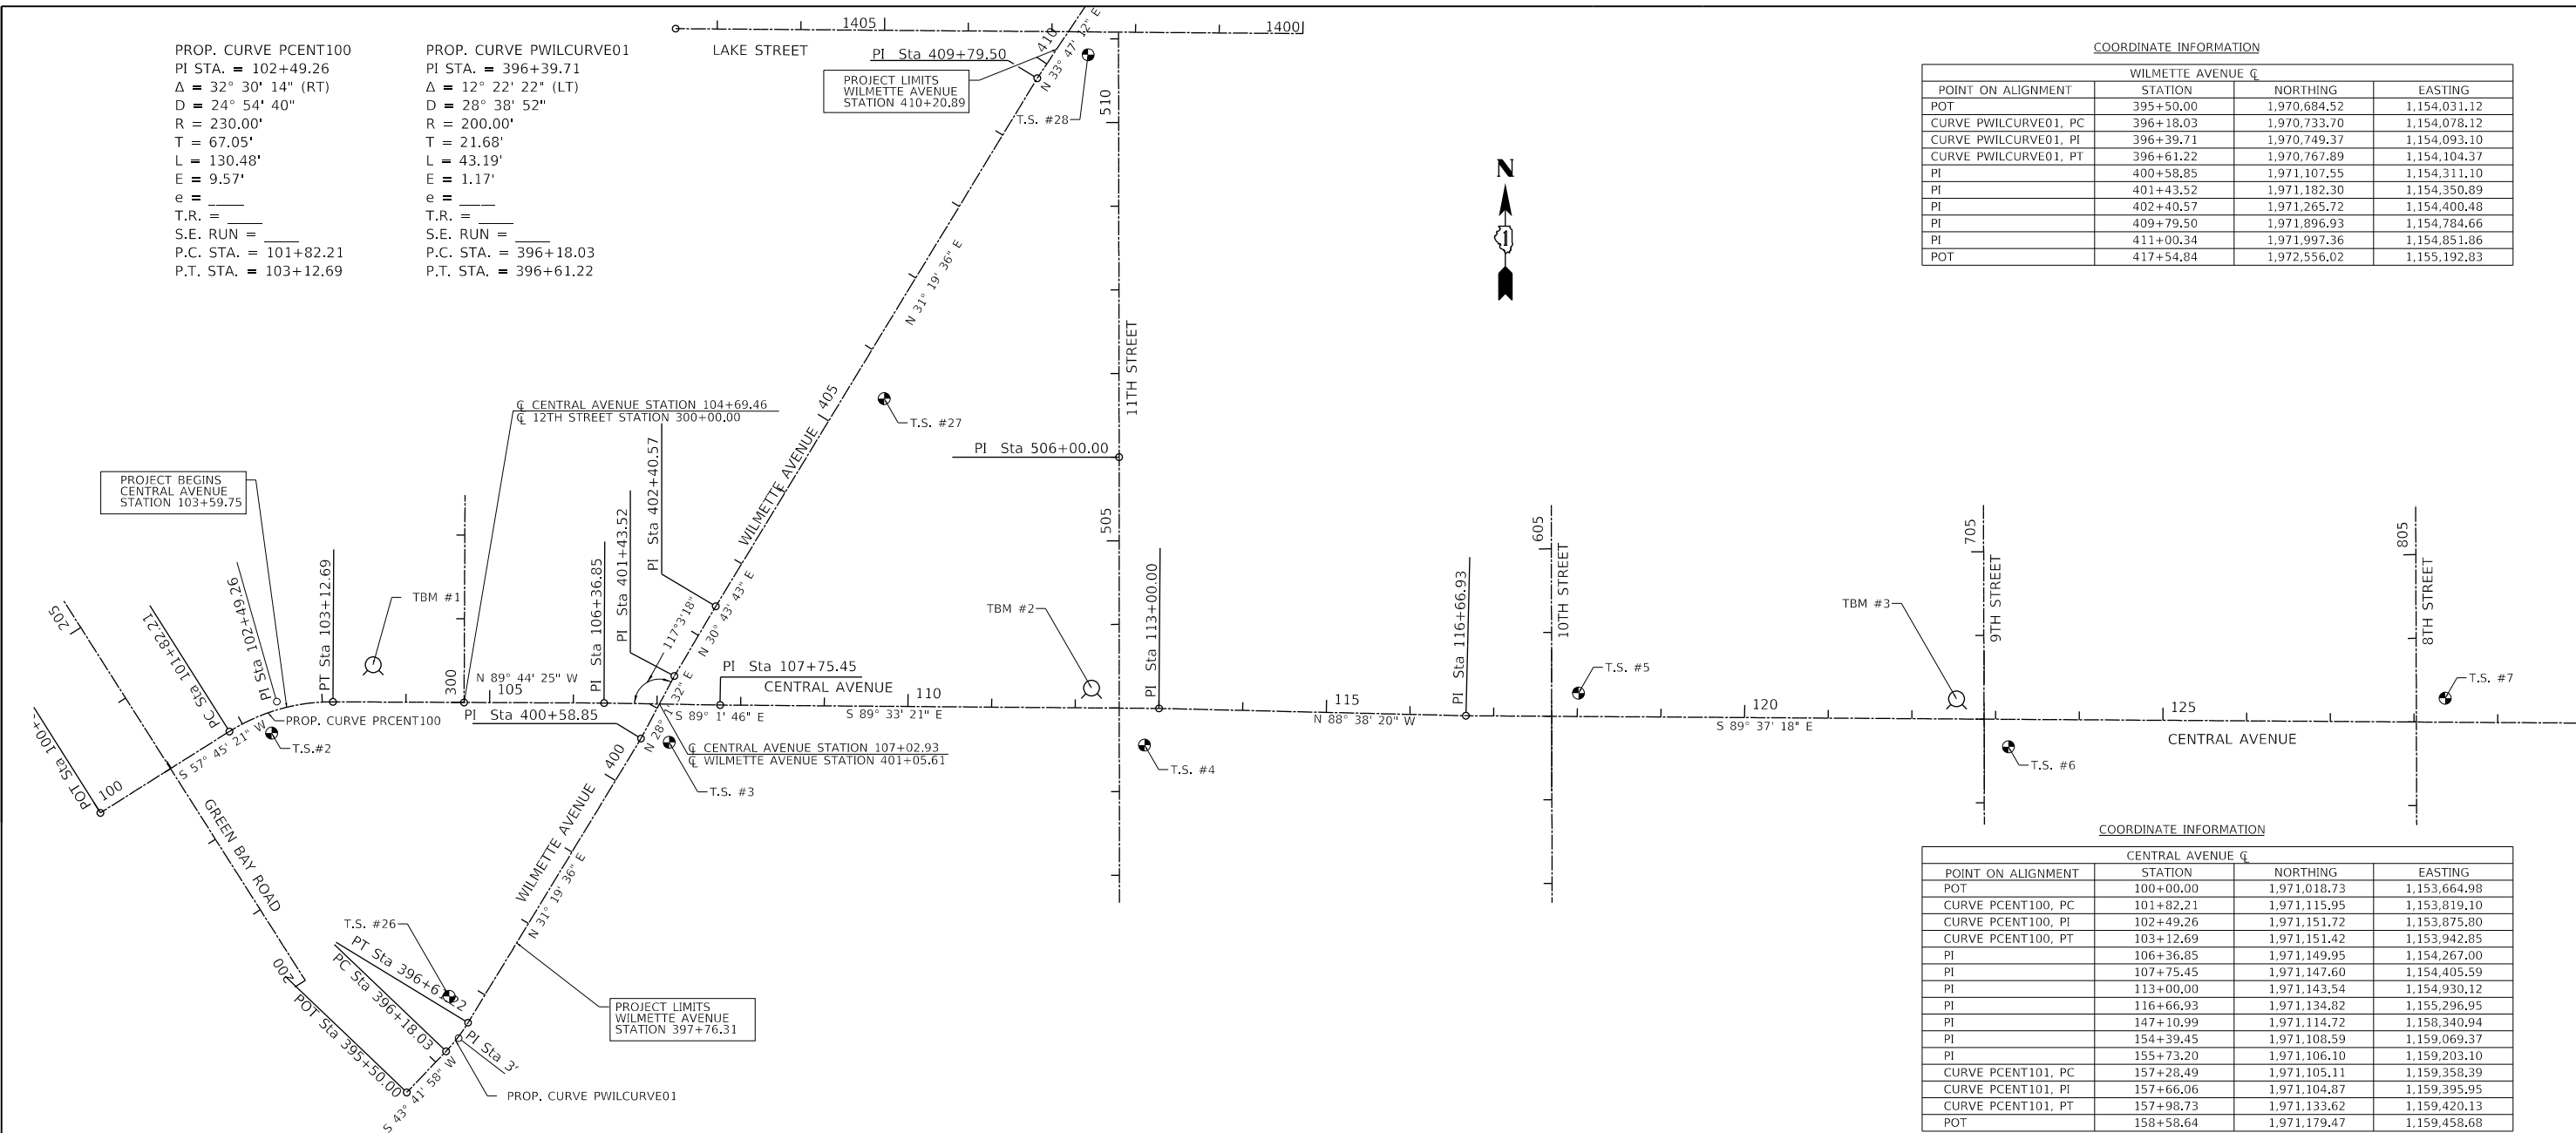 PROP. CURVE PCENT100
PI STA. = 102+49.26
Δ = 32° 30' 14" (RT)
D = 24° 54' 40"
R = 230.00'
T = 67.05'
L = 130.48'
E = 9.57'
e = ____
T.R. = ____
S.E. RUN = ____
P.C. STA. = 101+82.21
P.T. STA. = 103+12.69
PROP. CURVE PWILCURVE01
PI STA. = 396+39.71
Δ = 12° 22' 22" (LT)
D = 28° 38' 52"
R = 200.00'
T = 21.68'
L = 43.19'
E = 1.17'
e = ____
T.R. = ____
S.E. RUN = ____
P.C. STA. = 396+18.03
P.T. STA. = 396+61.22
1405
1400
LAKE STREET
PI Sta 409+79.50
410
N 33° 47' 12" E
PROJECT LIMITS
WILMETTE AVENUE
STATION 410+20.89
T.S. #28
510
11TH STREET
N 31° 19' 36" E
405
WILMETTE AVENUE
T.S. #27
PI Sta 506+00.00
505
N
1
COORDINATE INFORMATION
WILMETTE AVENUE ℄
POINT ON ALIGNMENT STATION NORTHING EASTING
POT 395+50.00 1,970,684.52 1,154,031.12
CURVE PWILCURVE01, PC 396+18.03 1,970,733.70 1,154,078.12
CURVE PWILCURVE01, PI 396+39.71 1,970,749.37 1,154,093.10
CURVE PWILCURVE01, PT 396+61.22 1,970,767.89 1,154,104.37
PI 400+58.85 1,971,107.55 1,154,311.10
PI 401+43.52 1,971,182.30 1,154,350.89
PI 402+40.57 1,971,265.72 1,154,400.48
PI 409+79.50 1,971,896.93 1,154,784.66
PI 411+00.34 1,971,997.36 1,154,851.86
POT 417+54.84 1,972,556.02 1,155,192.83
℄ CENTRAL AVENUE STATION 104+69.46
℄ 12TH STREET STATION 300+00.00
PROJECT BEGINS
CENTRAL AVENUE
STATION 103+59.75
205
POT Sta 100+
100
PC Sta 101+82.21
PI Sta 102+49.26
PT Sta 103+12.69
TBM #1
300
N 89° 44' 25" W
105
PI Sta 106+36.85
PI Sta 401+43.52
PI Sta 402+40.57
117°3'18"
N 30° 43' 43" E
PI Sta 107+75.45
CENTRAL AVENUE
110
S 89° 1' 46" E
S 89° 33' 21" E
TBM #2
PI Sta 113+00.00
115
N 88° 38' 20" W
PI Sta 116+66.93
605
10TH STREET
T.S. #5
S 89° 37' 18" E
120
TBM #3
705
9TH STREET
125
805
8TH STREET
T.S. #7
CENTRAL AVENUE
T.S. #6
T.S. #4
PROP. CURVE PRCENT100
S 57° 45' 21" W
T.S.#2
PI Sta 400+58.85
400
N 28° 1' 32" E
℄ CENTRAL AVENUE STATION 107+02.93
℄ WILMETTE AVENUE STATION 401+05.61
T.S. #3
GREEN BAY ROAD
200
WILMETTE AVENUE
N 31° 19' 36" E
T.S. #26
PT Sta 396+61.22
PC Sta 396+18.03
POT Sta 395+50.00
PI Sta 3
S 43° 41' 58" W
PROJECT LIMITS
WILMETTE AVENUE
STATION 397+76.31
PROP. CURVE PWILCURVE01
COORDINATE INFORMATION
CENTRAL AVENUE ℄
POINT ON ALIGNMENT STATION NORTHING EASTING
POT 100+00.00 1,971,018.73 1,153,664.98
CURVE PCENT100, PC 101+82.21 1,971,115.95 1,153,819.10
CURVE PCENT100, PI 102+49.26 1,971,151.72 1,153,875.80
CURVE PCENT100, PT 103+12.69 1,971,151.42 1,153,942.85
PI 106+36.85 1,971,149.95 1,154,267.00
PI 107+75.45 1,971,147.60 1,154,405.59
PI 113+00.00 1,971,143.54 1,154,930.12
PI 116+66.93 1,971,134.82 1,155,296.95
PI 147+10.99 1,971,114.72 1,158,340.94
PI 154+39.45 1,971,108.59 1,159,069.37
PI 155+73.20 1,971,106.10 1,159,203.10
CURVE PCENT101, PC 157+28.49 1,971,105.11 1,159,358.39
CURVE PCENT101, PI 157+66.06 1,971,104.87 1,159,395.95
CURVE PCENT101, PT 157+98.73 1,971,133.62 1,159,420.13
POT 158+58.64 1,971,179.47 1,159,458.68